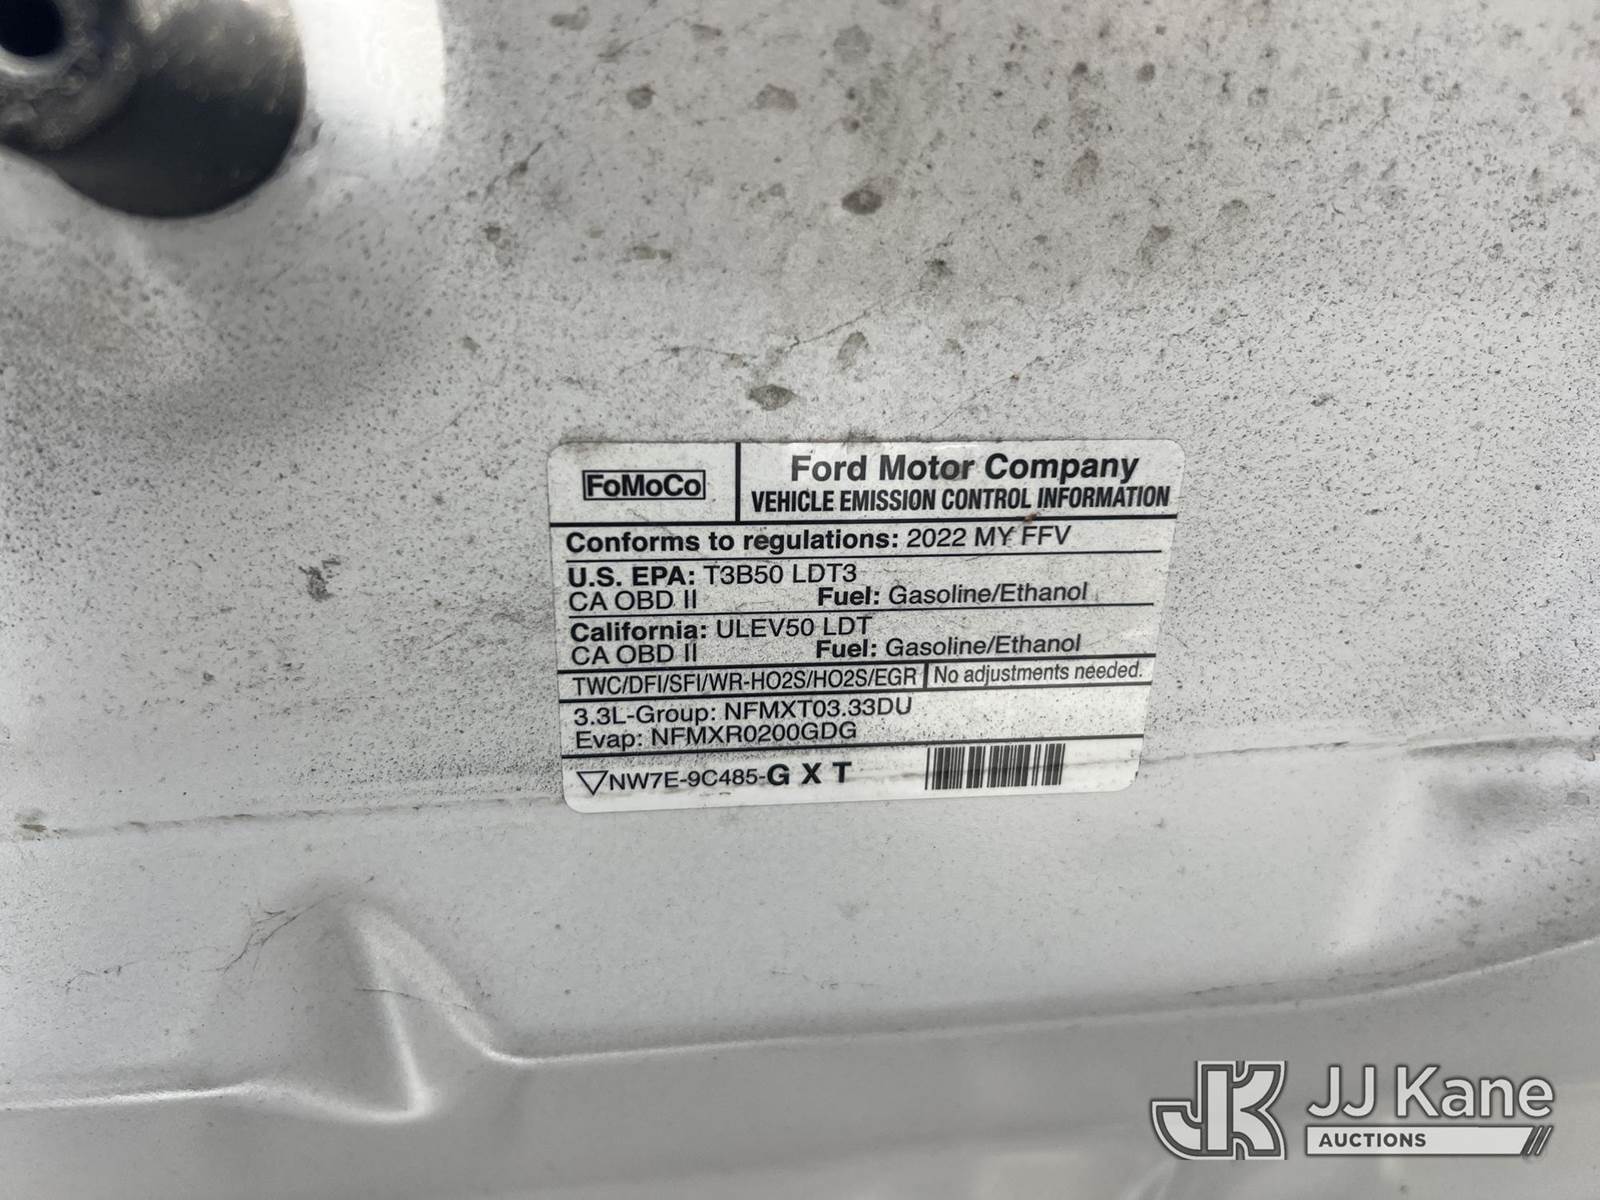 FoMoCo
Ford Motor Company
VEHICLE EMISSION CONTROL INFORMATION
Conforms to regulations: 2022 MY FFV
U.S. EPA: T3B50 LDT3
CA OBD II Fuel: Gasoline/Ethanol
California: ULEV50 LDT
CA OBD II Fuel: Gasoline/Ethanol
TWC/DFI/SFI/WR-HO2S/HO2S/EGR No adjustments needed.
3.3L-Group: NFMXT03.33DU
Evap: NFMXR0200GDG
NW7E-9C485-G X T
JK JJ Kane
AUCTIONS